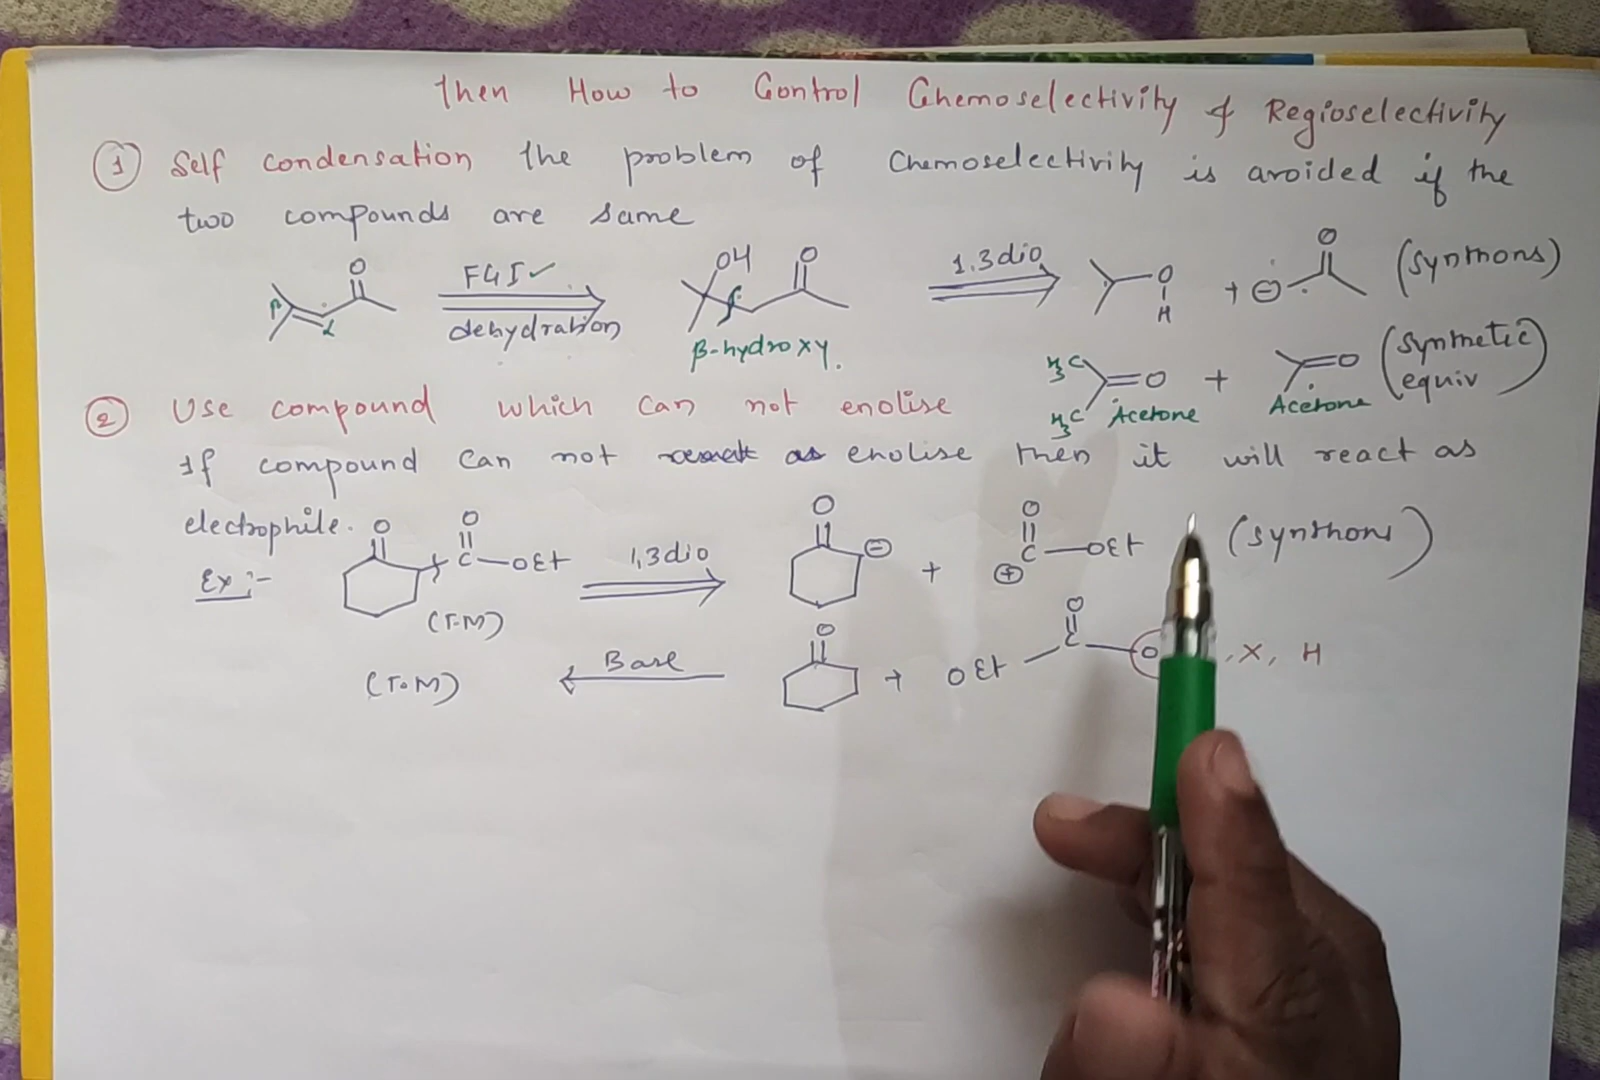 Then How to Control Chemoselectivity & Regioselectivity
① Self condensation the problem of Chemoselectivity is avoided if the
two compounds are same
O FGI✓ OH O 1,3 dio O O (synthons)
β α dehydration β-hydroxy. H + ⊖
H3C O + O (Synthetic equiv)
H3C Acetone Acetone
② Use compound which can not enolise
If compound can not as enolise then it will react as
electrophile.
Ex:- O O C-OEt 1,3 dio O ⊖ + O C-OEt ⊕ (synthons)
(T.M)
(T.M) Base O + OEt C O , X, H